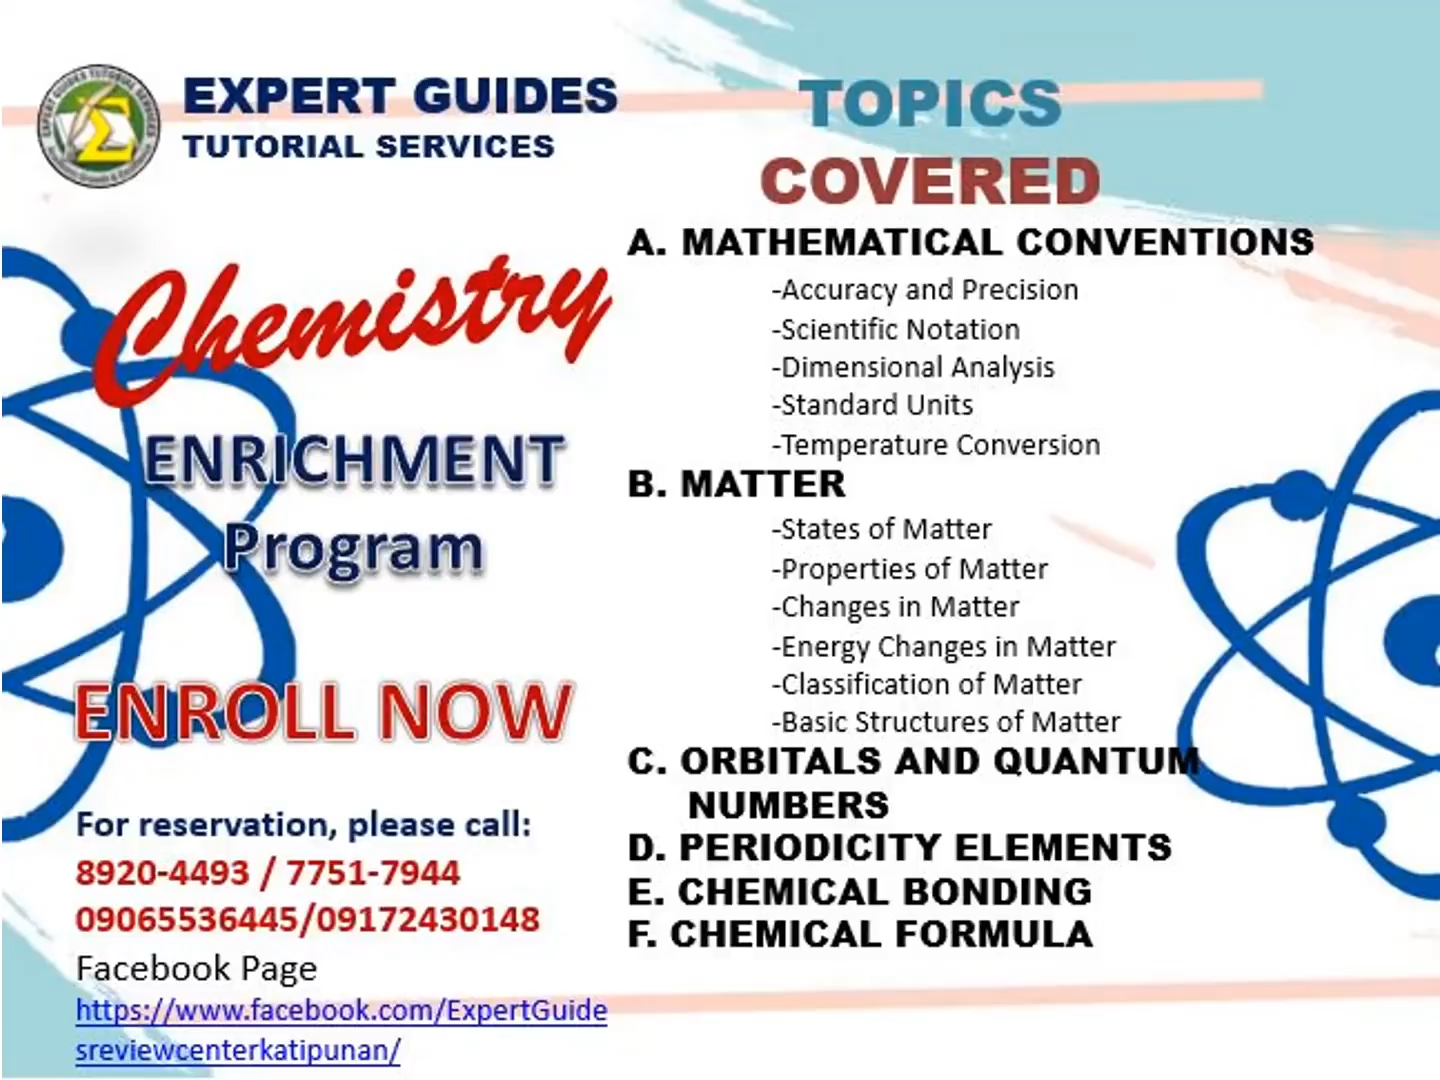 EXPERT GUIDES
TUTORIAL SERVICES
Chemistry
ENRICHMENT
Program
ENROLL NOW
For reservation, please call:
8920-4493 / 7751-7944
09065536445/09172430148
Facebook Page
https://www.facebook.com/ExpertGuide
sreviewcenterkatipunan/
TOPICS
COVERED
A. MATHEMATICAL CONVENTIONS
-Accuracy and Precision
-Scientific Notation
-Dimensional Analysis
-Standard Units
-Temperature Conversion
B. MATTER
-States of Matter
-Properties of Matter
-Changes in Matter
-Energy Changes in Matter
-Classification of Matter
-Basic Structures of Matter
C. ORBITALS AND QUANTUM
NUMBERS
D. PERIODICITY ELEMENTS
E. CHEMICAL BONDING
F. CHEMICAL FORMULA